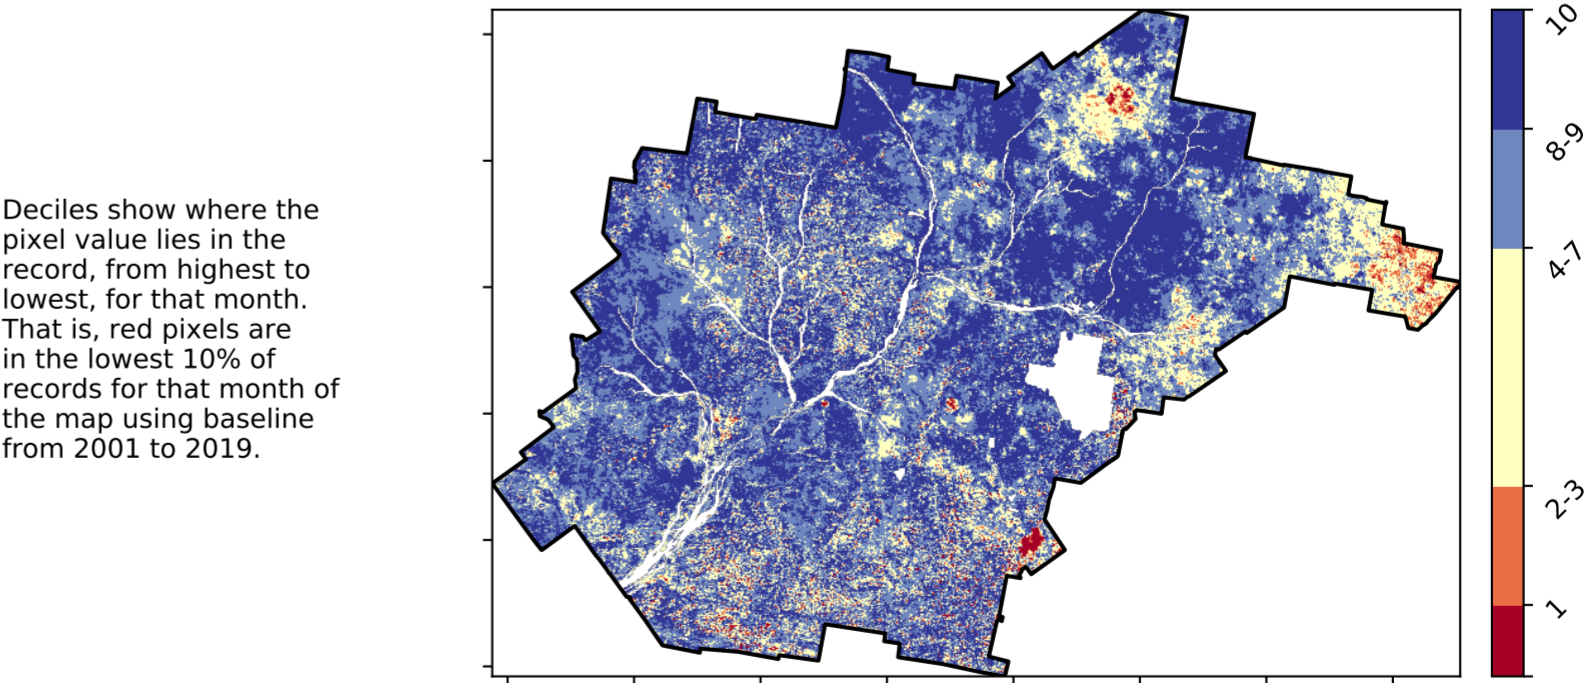 Deciles show where the
pixel value lies in the
record, from highest to
lowest, for that month.
That is, red pixels are
in the lowest 10% of
records for that month of
the map using baseline
from 2001 to 2019.
10
8-9
4-7
2-3
1